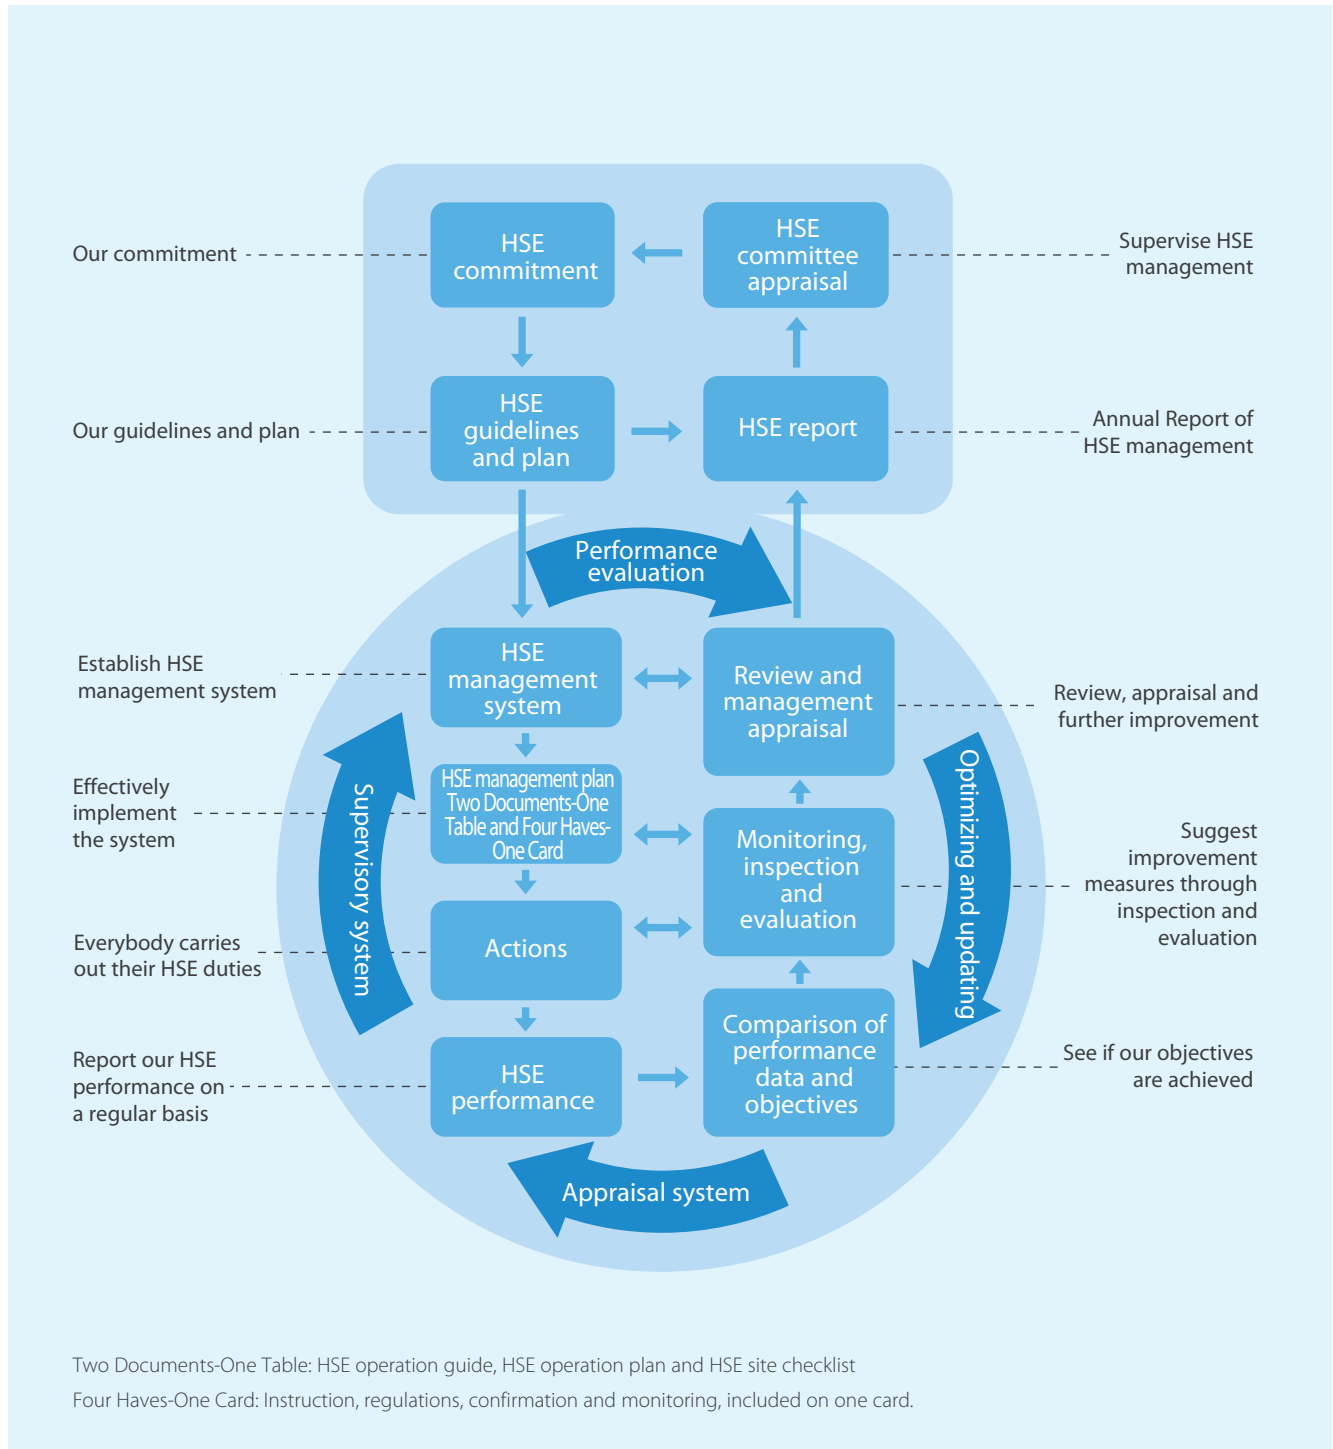 Our commitment
HSE
commitment
HSE
committee
appraisal
Supervise HSE
management
Our guidelines and plan
HSE
guidelines
and plan
HSE report
Annual Report of
HSE management
Performance
evaluation
Establish HSE
management system
HSE
management
system
Review and
management
appraisal
Review, appraisal and
further improvement
Effectively
implement
the system
Supervisory system
HSE management plan
Two Documents-One
Table and Four Haves-
One Card
Monitoring,
inspection
and
evaluation
Optimizing and updating
Suggest
improvement
measures through
inspection and
evaluation
Everybody carries
out their HSE duties
Actions
Report our HSE
performance on
a regular basis
HSE
performance
Comparison of
performance
data and
objectives
See if our objectives
are achieved
Appraisal system
Two Documents-One Table: HSE operation guide, HSE operation plan and HSE site checklist
Four Haves-One Card: Instruction, regulations, confirmation and monitoring, included on one card.